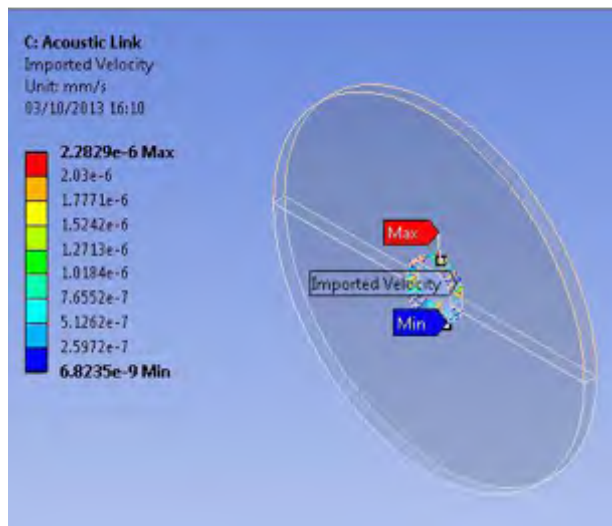 C: Acoustic Link
Imported Velocity
Unit: mm/s
03/10/2013 16:10
2.2829e-6 Max
2.03e-6
1.7771e-6
1.5242e-6
1.2713e-6
1.0184e-6
7.6552e-7
5.1262e-7
2.5972e-7
6.8235e-9 Min
Max
Imported Velocity
Min